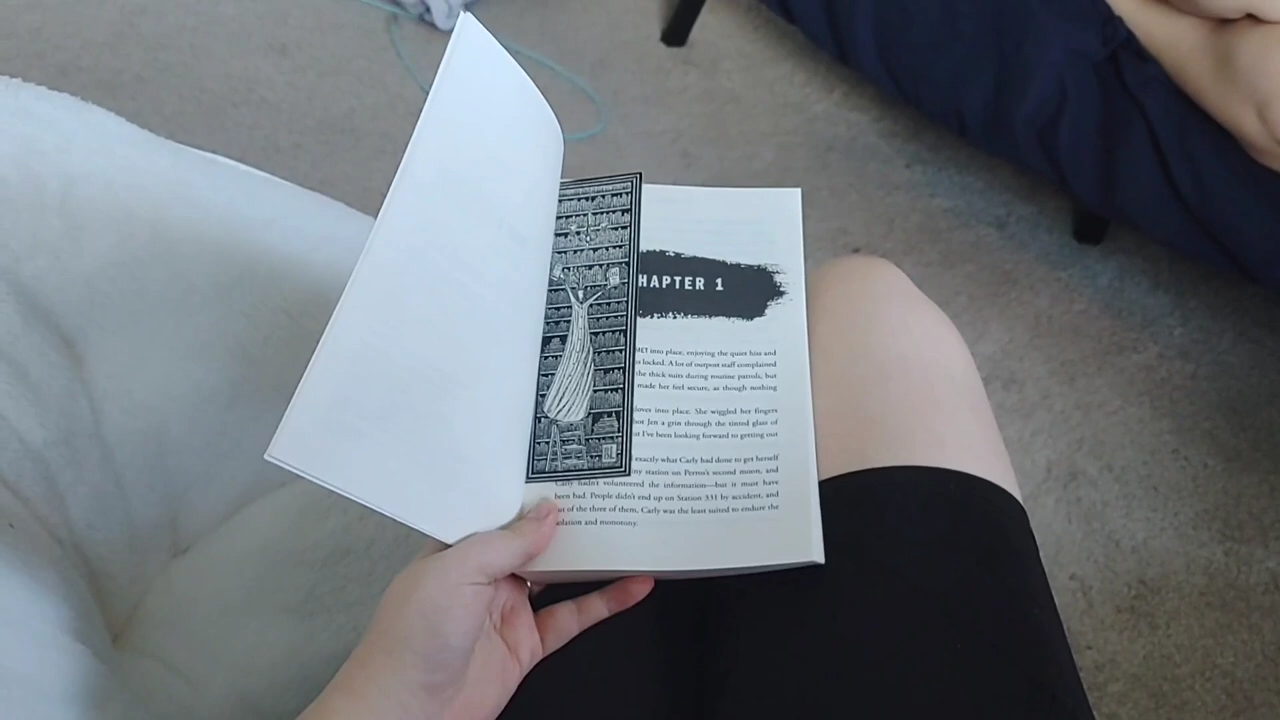 HAPTER 1
MET into place, enjoying the quiet hiss and
s locked. A lot of outpost staff complained
the thick suits during routine patrols, but
made her feel secure, as though nothing
loves into place. She wiggled her fingers
hot Jen a grin through the tinted glass of
at I've been looking forward to getting out
exactly what Carly had done to get herself
iny station on Perros's second moon, and
Carly hadn't volunteered the information—but it must have
been bad. People didn't end up on Station 331 by accident, and
ut of the three of them, Carly was the least suited to endure the
olation and monotony.
BL